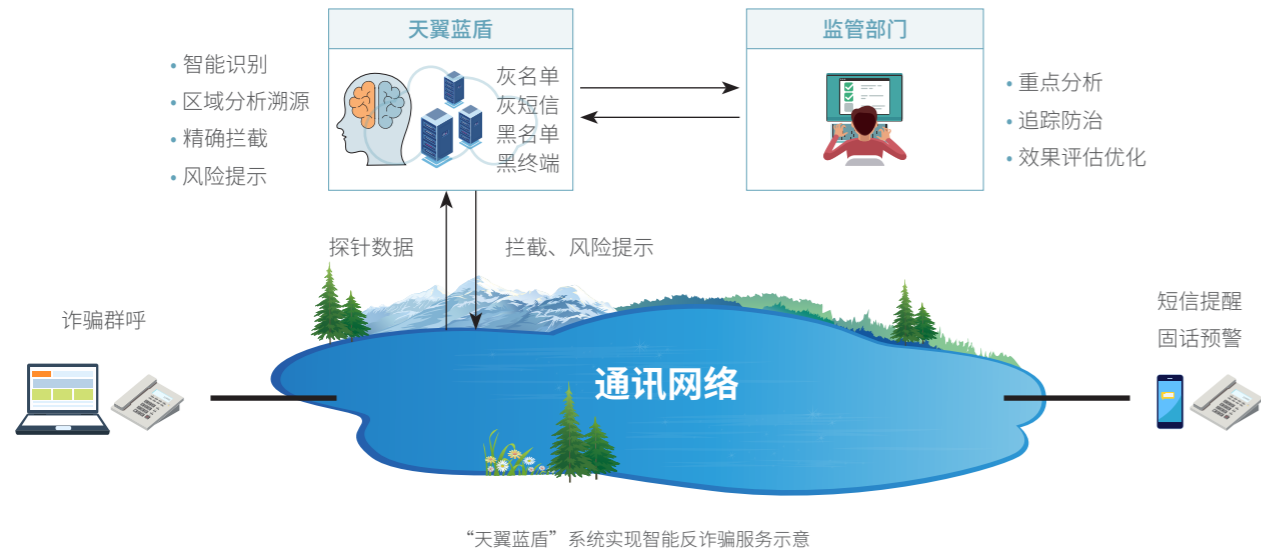 天翼蓝盾
监管部门
• 智能识别
• 区域分析溯源
• 精确拦截
• 风险提示
灰名单
灰短信
黑名单
黑终端
• 重点分析
• 追踪防治
• 效果评估优化
探针数据
拦截、风险提示
诈骗群呼
短信提醒
固话预警
通讯网络
“天翼蓝盾”系统实现智能反诈骗服务示意